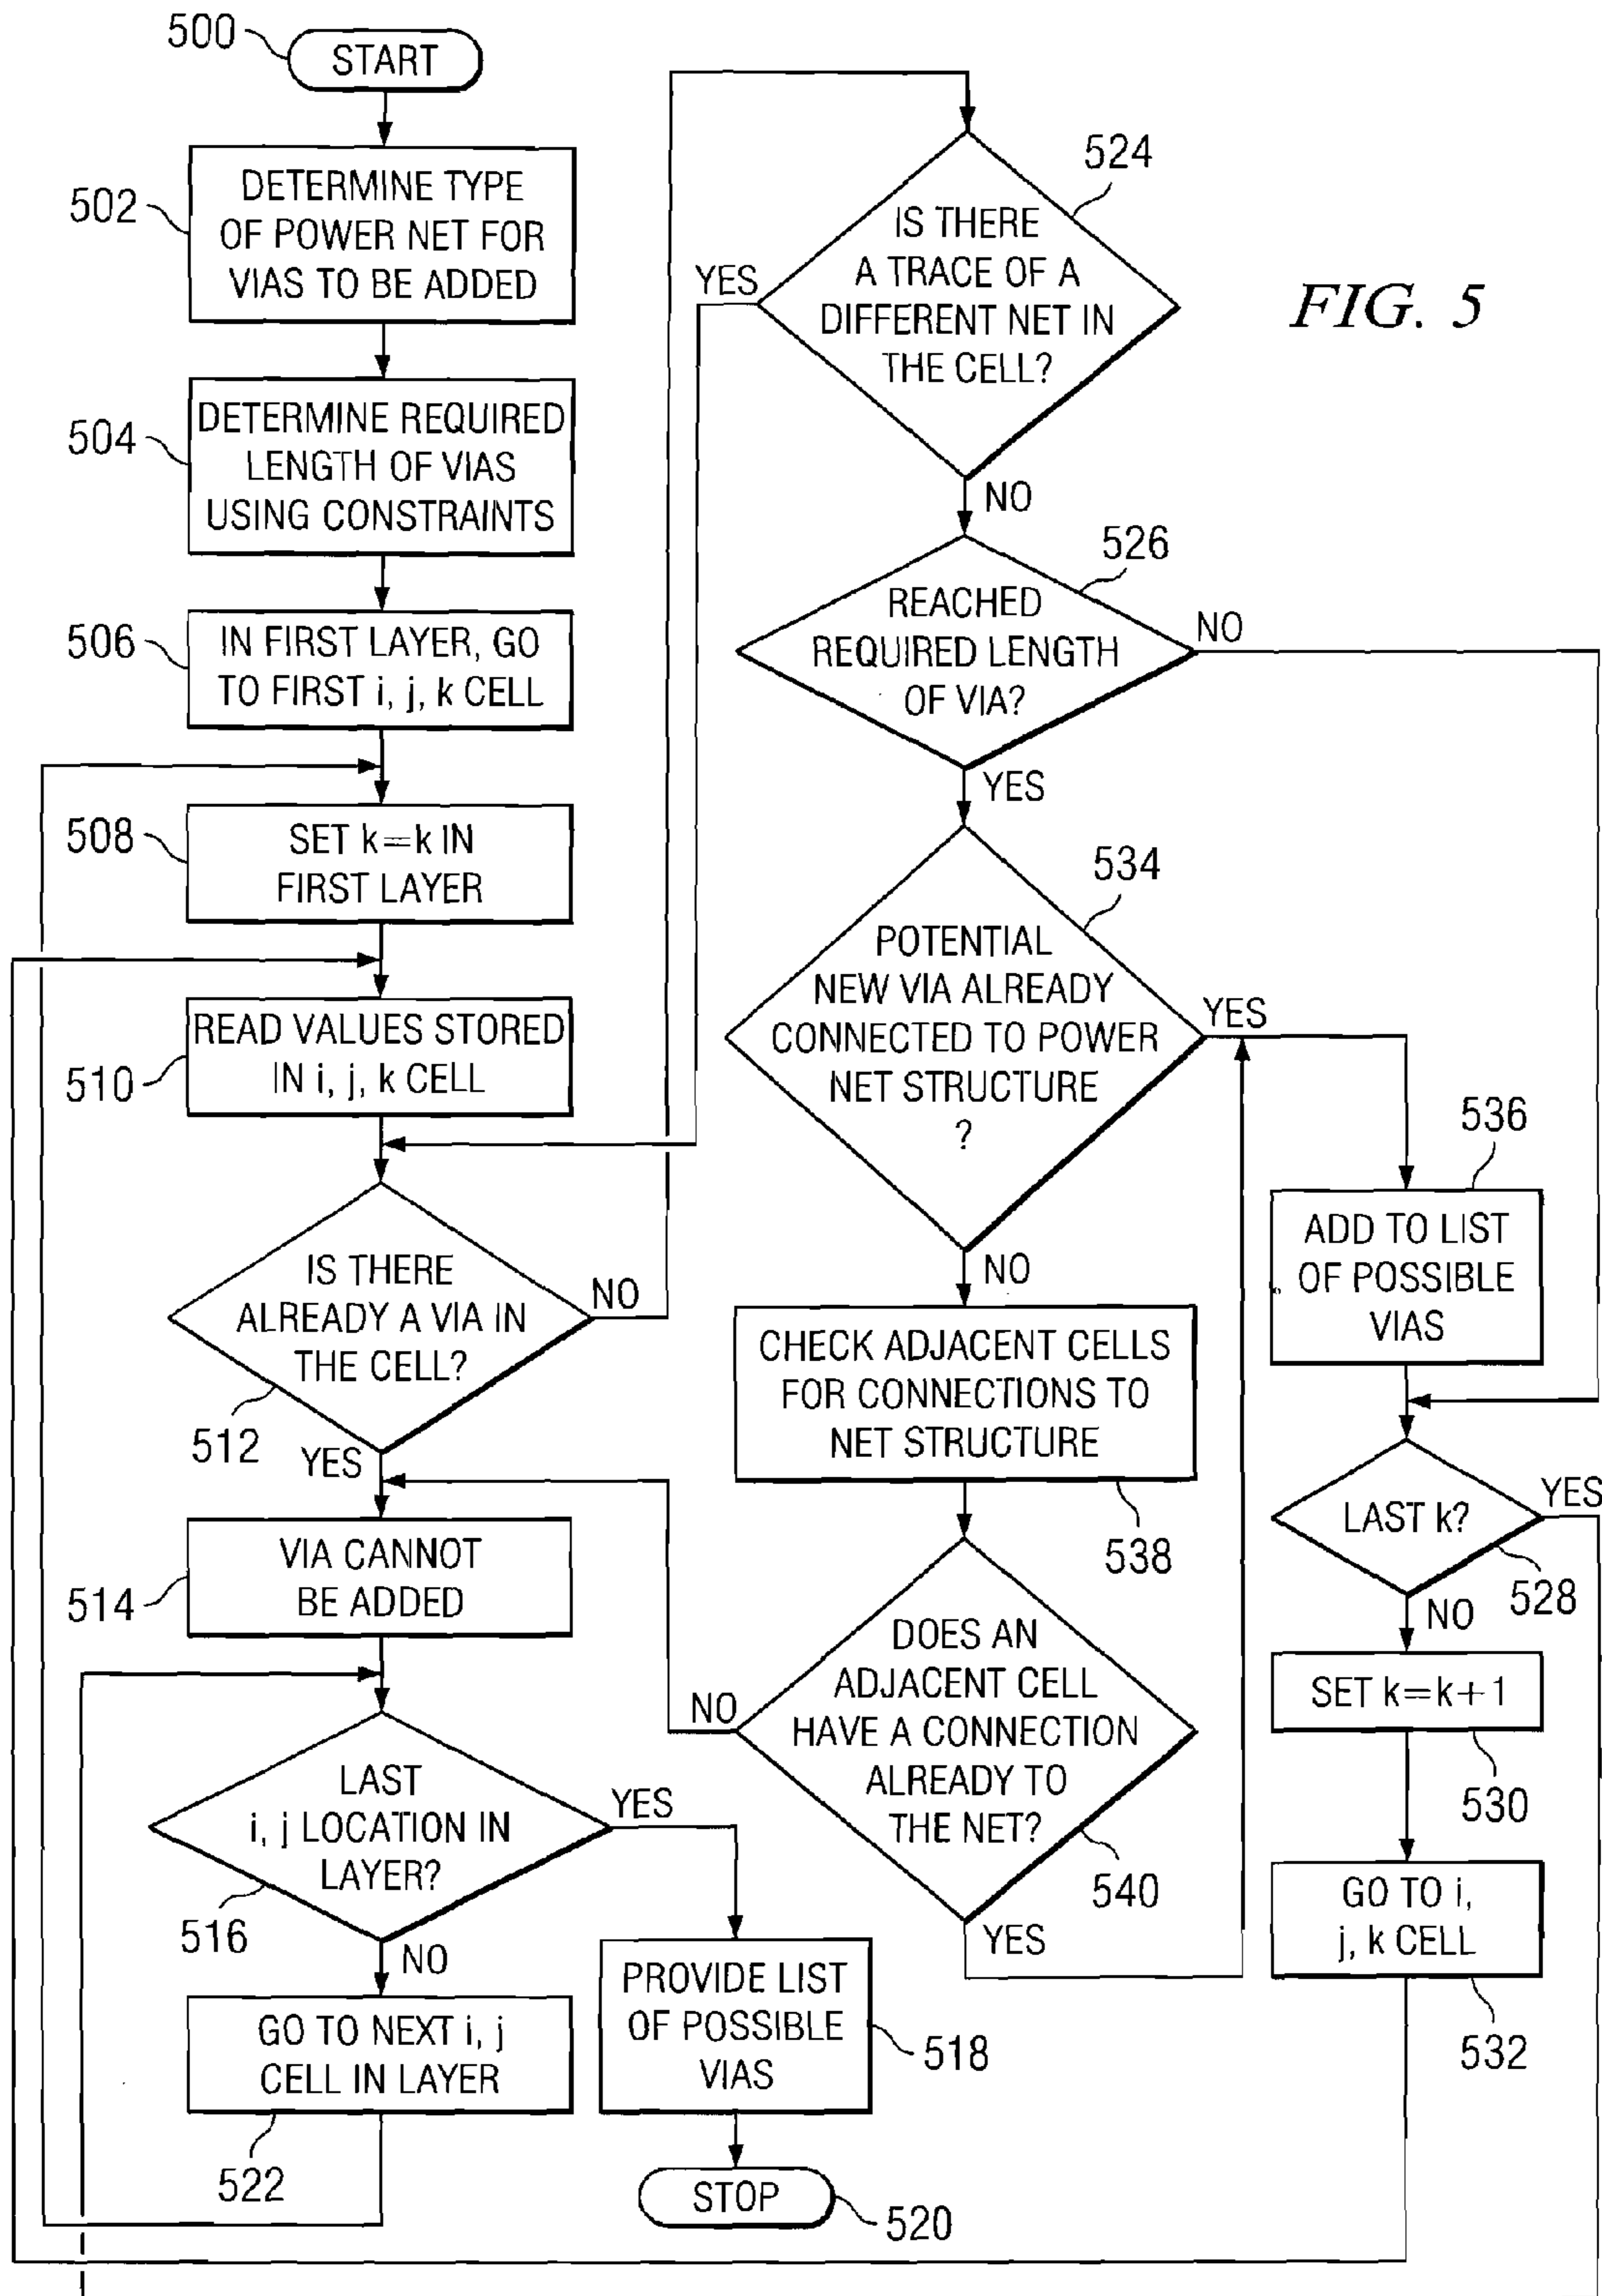 500
START
502
DETERMINE TYPE
OF POWER NET FOR
VIAS TO BE ADDED
504
DETERMINE REQUIRED
LENGTH OF VIAS
USING CONSTRAINTS
506
IN FIRST LAYER, GO
TO FIRST i, j, k CELL
508
SET k=k IN
FIRST LAYER
510
READ VALUES STORED
IN i, j, k CELL
IS THERE
ALREADY A VIA IN
THE CELL?
NO
512
YES
514
VIA CANNOT
BE ADDED
LAST
i, j LOCATION IN
LAYER?
YES
516
NO
GO TO NEXT i, j
CELL IN LAYER
522
PROVIDE LIST
OF POSSIBLE
VIAS
518
STOP
520
524
IS THERE
A TRACE OF A
DIFFERENT NET IN
THE CELL?
YES
NO
FIG. 5
526
REACHED
REQUIRED LENGTH
OF VIA?
NO
YES
534
POTENTIAL
NEW VIA ALREADY
CONNECTED TO POWER
NET STRUCTURE
?
YES
NO
536
ADD TO LIST
OF POSSIBLE
VIAS
CHECK ADJACENT CELLS
FOR CONNECTIONS TO
NET STRUCTURE
538
DOES AN
ADJACENT CELL
HAVE A CONNECTION
ALREADY TO
THE NET?
NO
540
YES
LAST k?
YES
528
NO
SET k=k+1
530
GO TO i,
j, k CELL
532